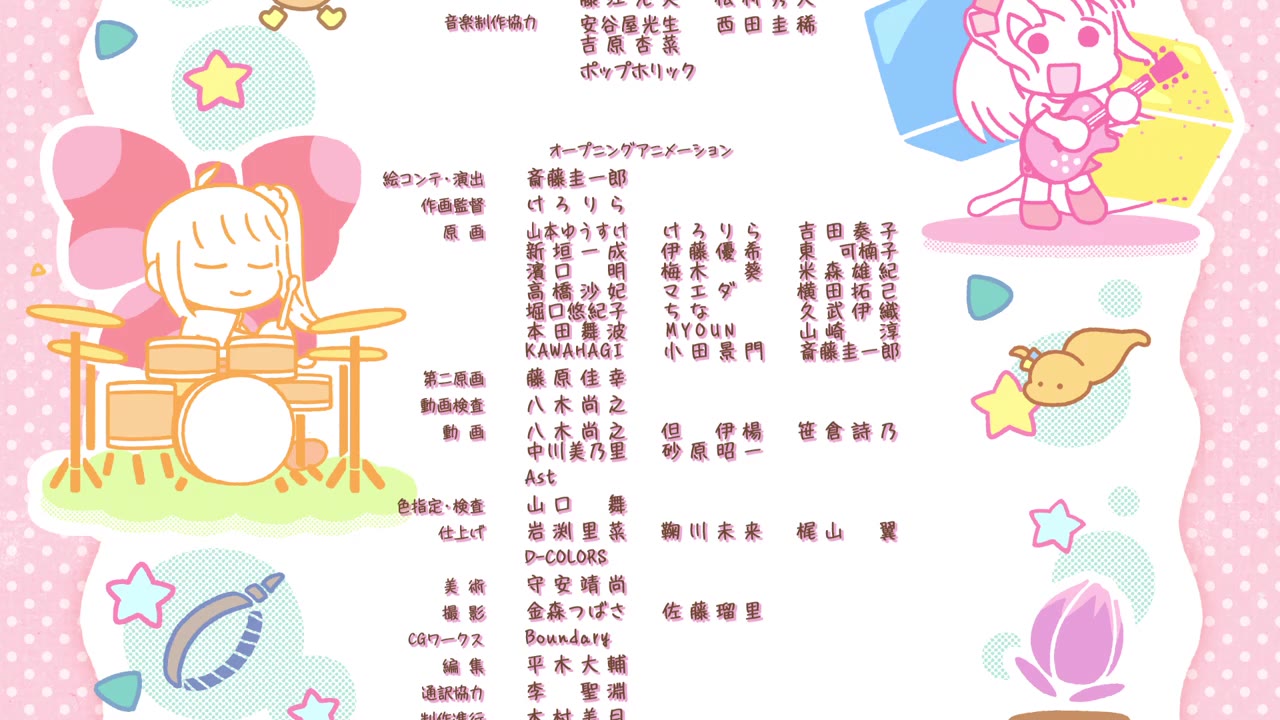 音楽制作協力 安谷屋光生 西田圭稀
吉原杏菜
ポップホリック
オープニングアニメーション
絵コンテ・演出 斎藤圭一郎
作画監督 けろりら
原画 山本ゆうすけ けろりら 吉田奏子
新垣一成 伊藤優希 東 可楠子
濱口 明 梅木 葵 米森雄紀
高橋沙妃 マエダ 横田拓己
堀口悠紀子 ちな 久武伊織
本田舞波 MYOUN 山崎 淳
KAWAHAGI 小田景門 斎藤圭一郎
第二原画 藤原佳幸
動画検査 八木尚之
動画 八木尚之 但 伊楊 笹倉詩乃
中川美乃里 砂原昭一
Ast
色指定・検査 山口 舞
仕上げ 岩渕里菜 鞠川未来 梶山 翼
D-COLORS
美術 守安靖尚
撮影 金森つばさ 佐藤瑠里
CGワークス Boundary
編集 平木大輔
通訳協力 李 聖淵